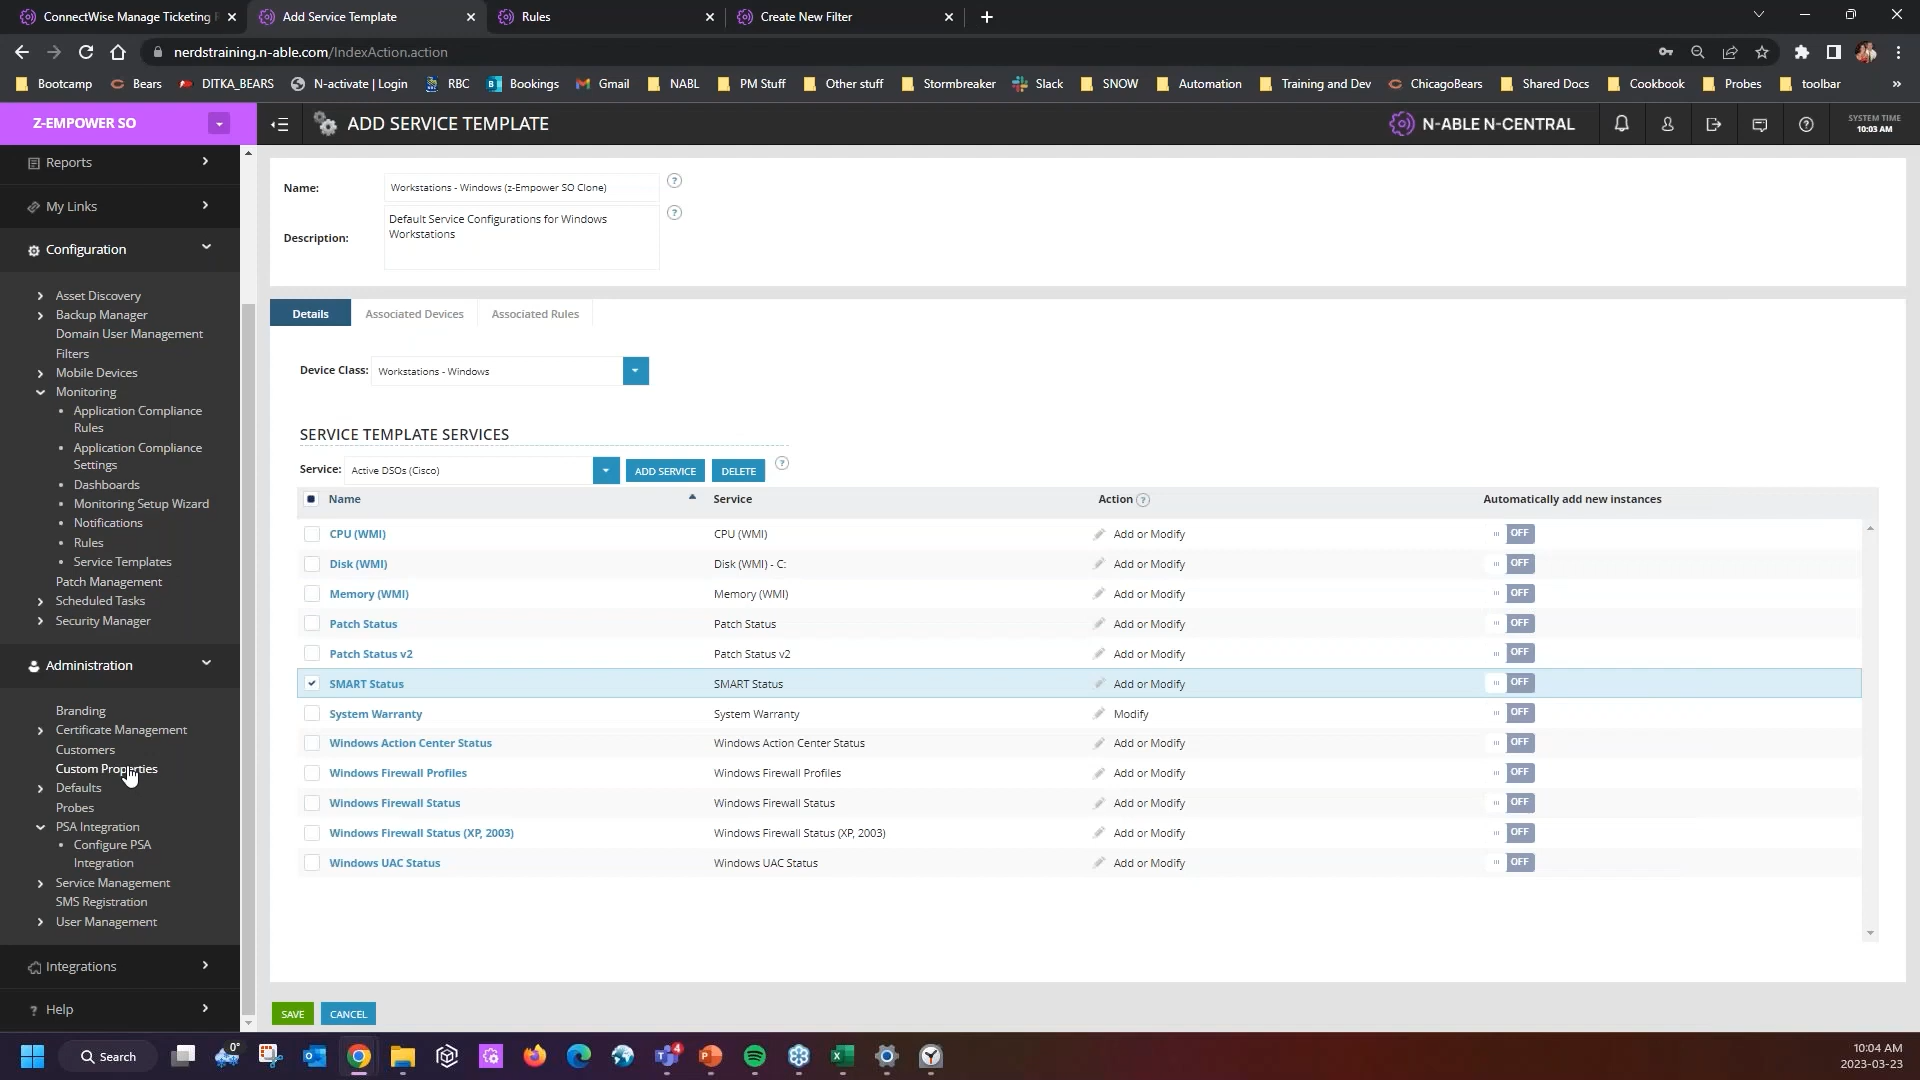 ConnectWise Manage Ticketing
Add Service Template
Rules
Create New Filter
nerdstraining.n-able.com/IndexAction.action
Bootcamp
Bears
DITKA_BEARS
N-activate | Login
RBC
Bookings
Gmail
NABL
PM Stuff
Other stuff
Stormbreaker
Slack
SNOW
Automation
Training and Dev
ChicagoBears
Shared Docs
Cookbook
Probes
toolbar
»
Z-EMPOWER SO
ADD SERVICE TEMPLATE
N-ABLE N-CENTRAL
SYSTEM TIME
10:03 AM
Reports
My Links
Configuration
Asset Discovery
Backup Manager
Domain User Management
Filters
Mobile Devices
Monitoring
Application Compliance
Rules
Application Compliance
Settings
Dashboards
Monitoring Setup Wizard
Notifications
Rules
Service Templates
Patch Management
Scheduled Tasks
Security Manager
Administration
Branding
Certificate Management
Customers
Custom Properties
Defaults
Probes
PSA Integration
Configure PSA
Integration
Service Management
SMS Registration
User Management
Integrations
Help
Name: Workstations - Windows (z-Empower SO Clone)
Description: Default Service Configurations for Windows
Workstations
Details Associated Devices Associated Rules
Device Class: Workstations - Windows
SERVICE TEMPLATE SERVICES
Service: Active DSOs (Cisco) ADD SERVICE DELETE
Name Service Action Automatically add new instances
CPU (WMI) CPU (WMI) Add or Modify OFF
Disk (WMI) Disk (WMI) - C: Add or Modify OFF
Memory (WMI) Memory (WMI) Add or Modify OFF
Patch Status Patch Status Add or Modify OFF
Patch Status v2 Patch Status v2 Add or Modify OFF
SMART Status SMART Status Add or Modify OFF
System Warranty System Warranty Modify OFF
Windows Action Center Status Windows Action Center Status Add or Modify OFF
Windows Firewall Profiles Windows Firewall Profiles Add or Modify OFF
Windows Firewall Status Windows Firewall Status Add or Modify OFF
Windows Firewall Status (XP, 2003) Windows Firewall Status (XP, 2003) Add or Modify OFF
Windows UAC Status Windows UAC Status Add or Modify OFF
SAVE CANCEL
Search
0°
4
10:04 AM
2023-03-23